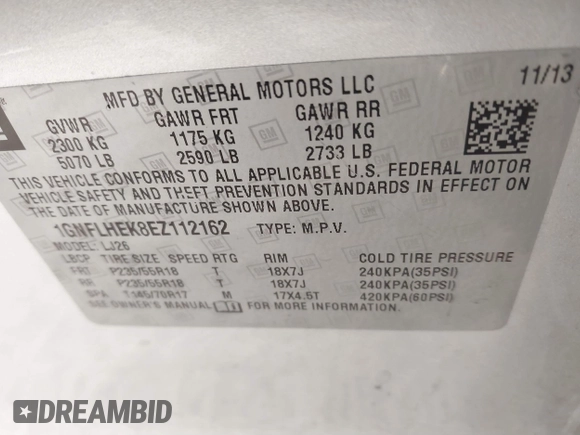 11/13
MFD BY GENERAL MOTORS LLC
GVWR GAWR FRT GAWR RR
2300 KG 1175 KG 1240 KG
5070 LB 2590 LB 2733 LB
THIS VEHICLE CONFORMS TO ALL APPLICABLE U.S. FEDERAL MOTOR
VEHICLE SAFETY AND THEFT PREVENTION STANDARDS IN EFFECT ON
THE DATE OF MANUFACTURE SHOWN ABOVE.
1GNFLHEK8EZ112162 TYPE: M.P.V.
MODEL: LJ26
LBCP TIRE SIZE SPEED RTG RIM COLD TIRE PRESSURE
FRT P235/55R18 T 18X7J 240KPA(35PSI)
RR P235/55R18 T 18X7J 240KPA(35PSI)
SPA T145/70R17 M 17X4.5T 420KPA(60PSI)
SEE OWNER'S MANUAL FOR MORE INFORMATION.
GM
DREAMBID